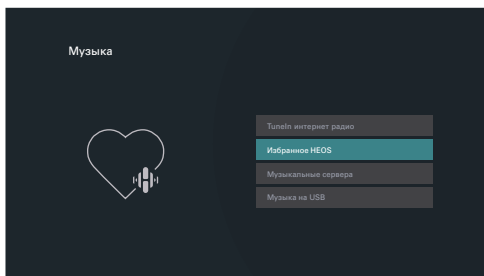 Музыка
TuneIn интернет радио
Избранное HEOS
Музыкальные сервера
Музыка на USB